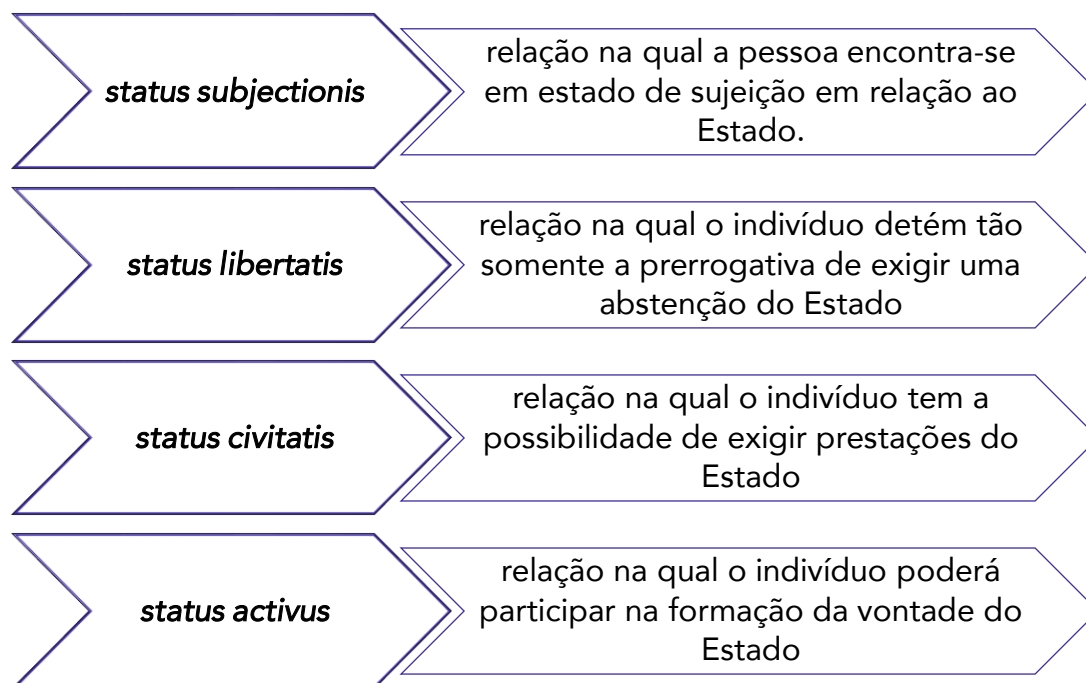 status subjectionis
relação na qual a pessoa encontra-se
em estado de sujeição em relação ao
Estado.
status libertatis
relação na qual o indivíduo detém tão
somente a prerrogativa de exigir uma
abstenção do Estado
status civitatis
relação na qual o indivíduo tem a
possibilidade de exigir prestações do
Estado
status activus
relação na qual o indivíduo poderá
participar na formação da vontade do
Estado